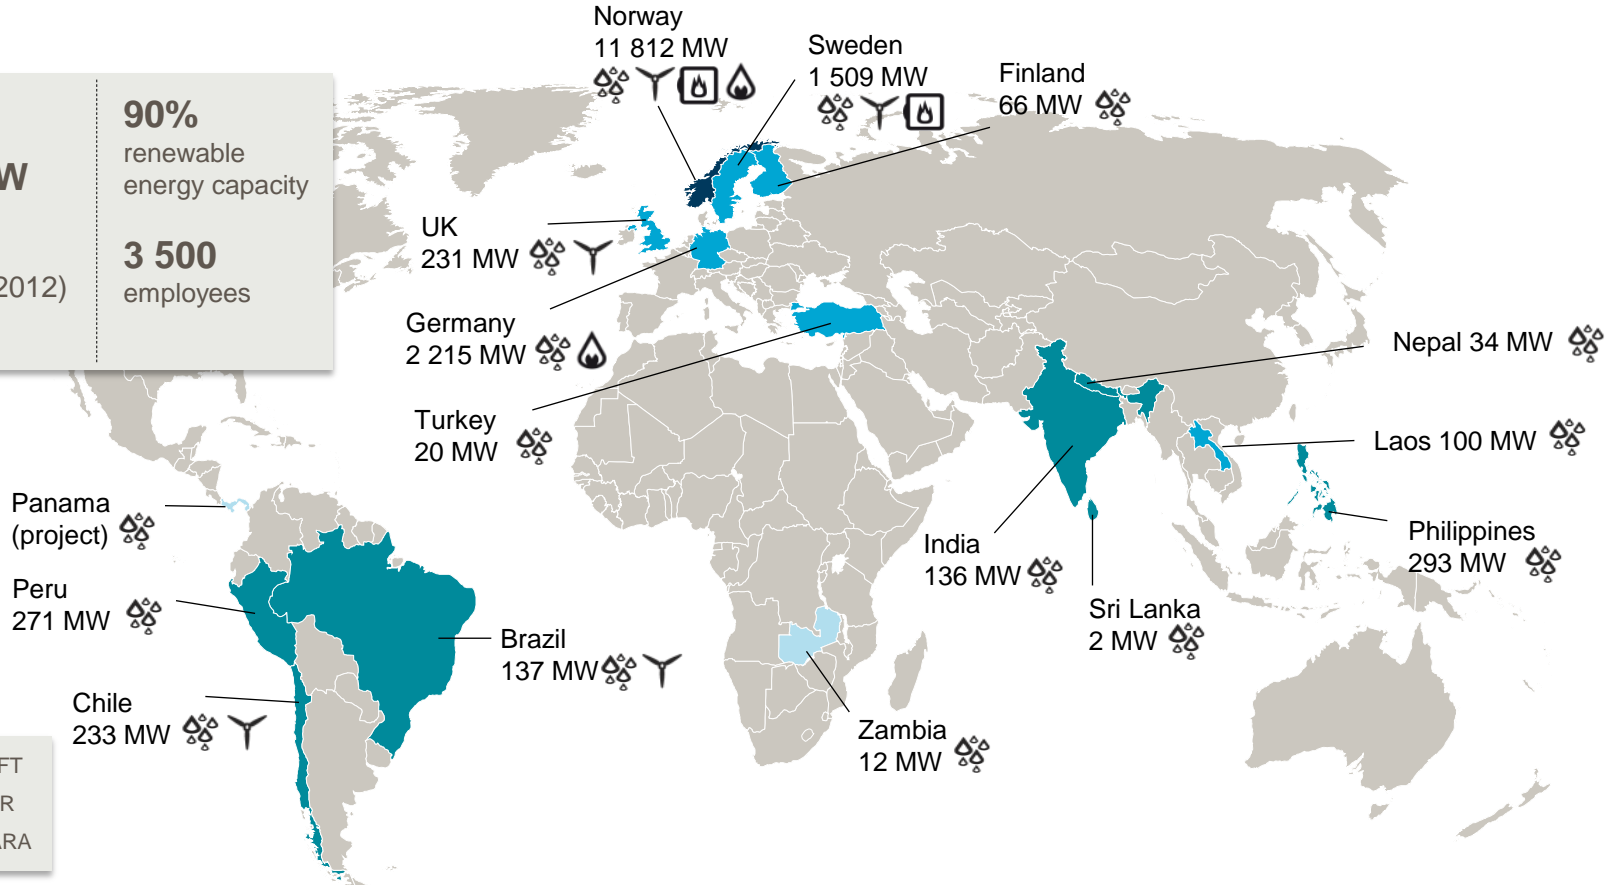 Norway
11 812 MW
Sweden
1 509 MW
Finland
66 MW
90%
renewable
energy capacity
W
3 500
employees
2012)
UK
231 MW
Germany
2 215 MW
Turkey
20 MW
Nepal 34 MW
Laos 100 MW
Philippines
293 MW
India
136 MW
Sri Lanka
2 MW
Panama
(project)
Peru
271 MW
Brazil
137 MW
Chile
233 MW
Zambia
12 MW
FT
R
ARA